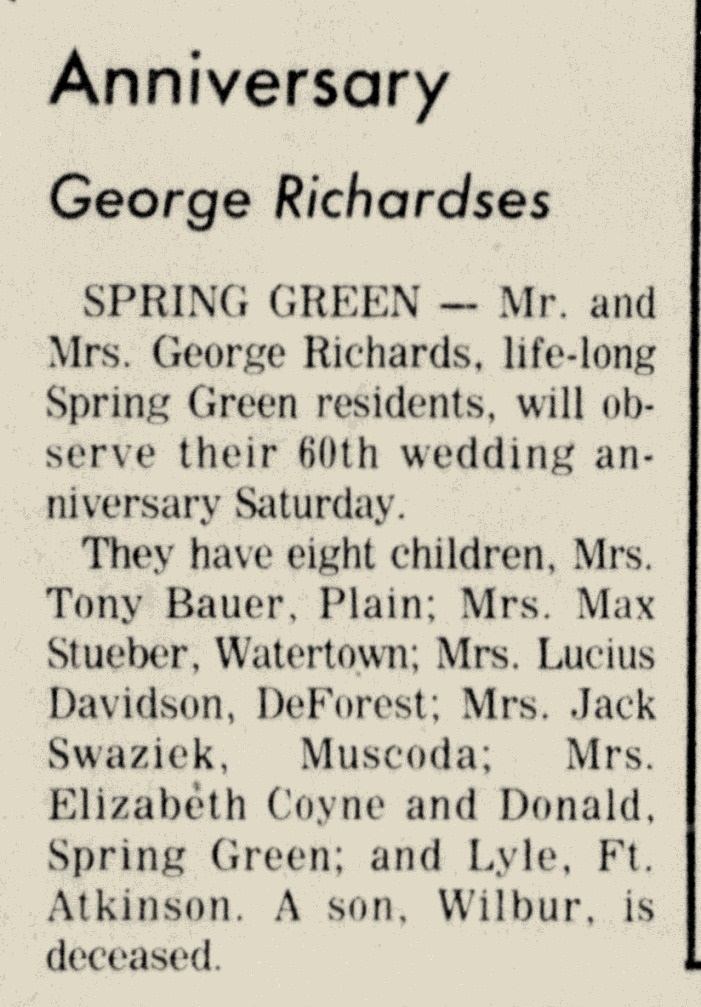 Anniversary
George Richardses
SPRING GREEN — Mr. and
Mrs. George Richards, life-long
Spring Green residents, will ob-
serve their 60th wedding an-
niversary Saturday.
They have eight children, Mrs.
Tony Bauer, Plain; Mrs. Max
Stueber, Watertown; Mrs. Lucius
Davidson, DeForest; Mrs. Jack
Swaziek, Muscoda; Mrs.
Elizabeth Coyne and Donald,
Spring Green; and Lyle, Ft.
Atkinson. A son, Wilbur, is
deceased.